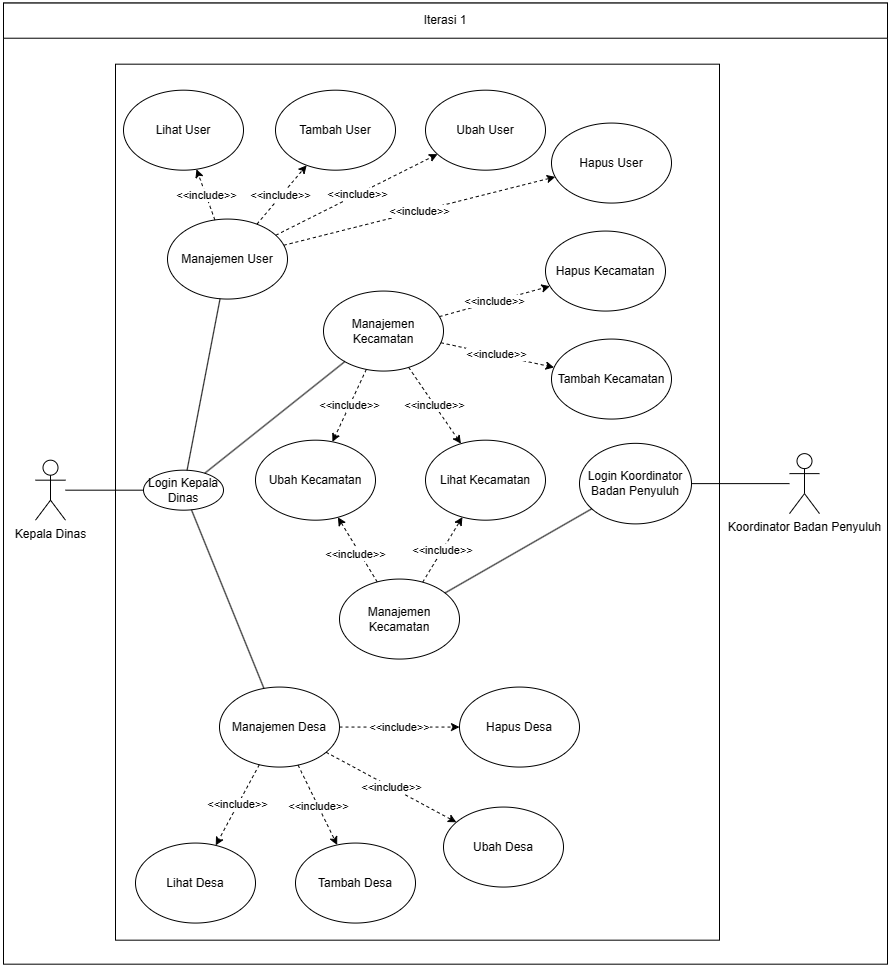 Iterasi 1
Lihat User
Tambah User
Ubah User
Hapus User
<<include>>
<<include>>
<<include>>
<<include>>
Manajemen User
Hapus Kecamatan
<<include>>
Manajemen
Kecamatan
<<include>>
Tambah Kecamatan
<<include>>
<<include>>
Login Kepala
Dinas
Ubah Kecamatan
Lihat Kecamatan
Login Koordinator
Badan Penyuluh
Kepala Dinas
Koordinator Badan Penyuluh
<<include>>
<<include>>
Manajemen
Kecamatan
Manajemen Desa
<<include>>
Hapus Desa
<<include>>
<<include>>
<<include>>
Ubah Desa
Lihat Desa
Tambah Desa